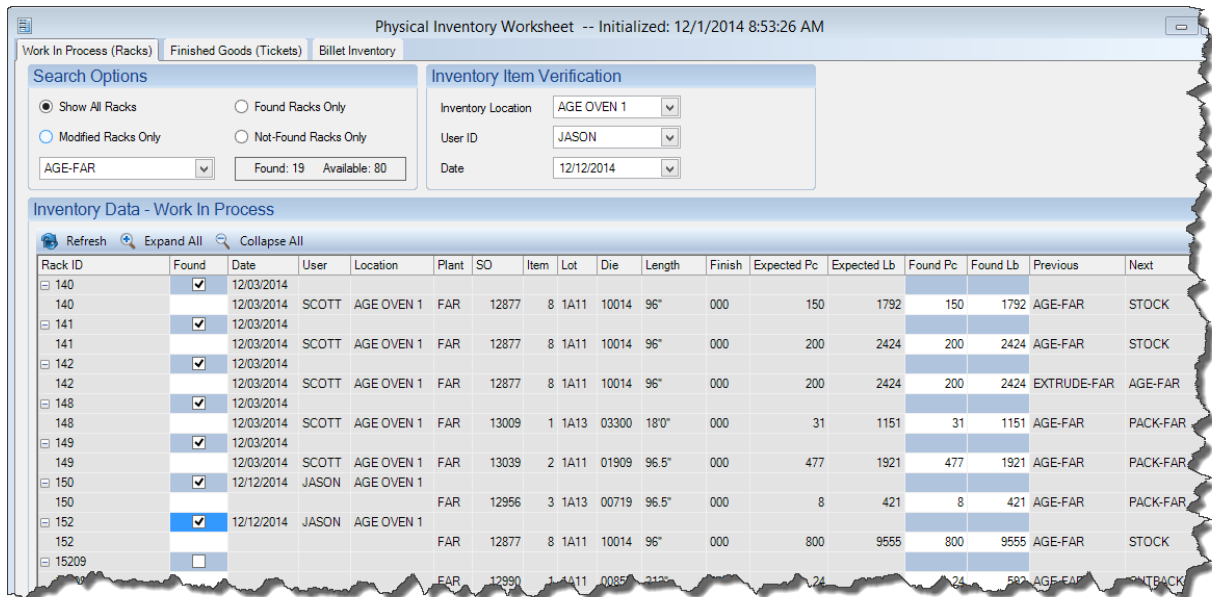 Physical Inventory Worksheet -- Initialized: 12/1/2014 8:53:26 AM
Work In Process (Racks) Finished Goods (Tickets) Billet Inventory
Search Options Inventory Item Verification
Show All Racks Found Racks Only Inventory Location AGE OVEN 1
Modified Racks Only Not-Found Racks Only User ID JASON
AGE-FAR Found: 19 Available: 80 Date 12/12/2014
Inventory Data - Work In Process
Refresh Expand All Collapse All
Rack ID Found Date User Location Plant SO Item Lot Die Length Finish Expected Pc Expected Lb Found Pc Found Lb Previous Next
140 12/03/2014
140 12/03/2014 SCOTT AGE OVEN 1 FAR 12877 8 1A11 10014 96" 000 150 1792 150 1792 AGE-FAR STOCK
141 12/03/2014
141 12/03/2014 SCOTT AGE OVEN 1 FAR 12877 8 1A11 10014 96" 000 200 2424 200 2424 AGE-FAR STOCK
142 12/03/2014
142 12/03/2014 SCOTT AGE OVEN 1 FAR 12877 8 1A11 10014 96" 000 200 2424 200 2424 EXTRUDE-FAR AGE-FAR
148 12/03/2014
148 12/03/2014 SCOTT AGE OVEN 1 FAR 13009 1 1A13 03300 18'0" 000 31 1151 31 1151 AGE-FAR PACK-FAR
149 12/03/2014
149 12/03/2014 SCOTT AGE OVEN 1 FAR 13039 2 1A11 01909 96.5" 000 477 1921 477 1921 AGE-FAR PACK-FAR
150 12/12/2014 JASON AGE OVEN 1
150 FAR 12956 3 1A13 00719 96.5" 000 8 421 8 421 AGE-FAR PACK-FAR
152 12/12/2014 JASON AGE OVEN 1
152 FAR 12877 8 1A11 10014 96" 000 800 9555 800 9555 AGE-FAR STOCK
15209
FAR 12990 1 1A11 24 24 AGE-FAR